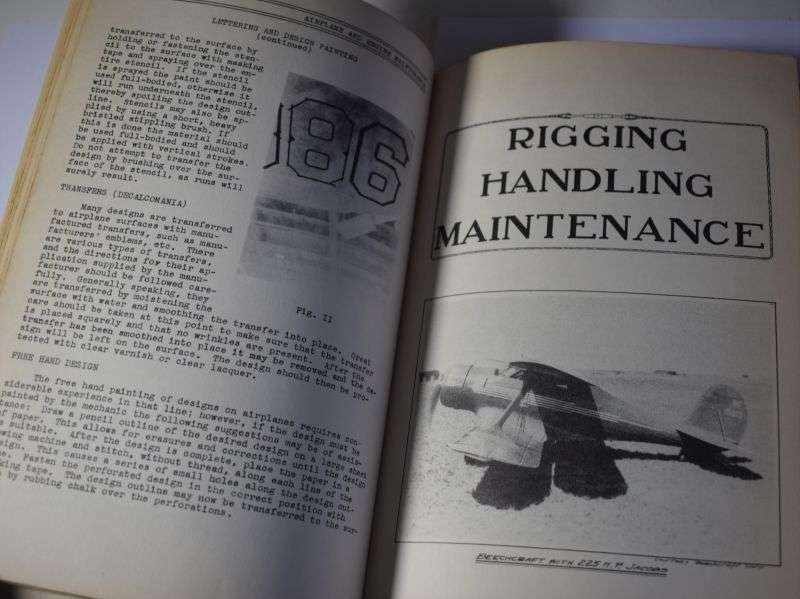 AIRPLANE AND ENGINE MAINTENANCE
LETTERING AND DESIGN PAINTING
(continued)
transferred to the surface by
holding or fastening the sten-
cil to the surface with masking
tape and spraying over the en-
tire stencil. If the stencil
is sprayed the paint should be
used full-bodied, otherwise it
will run underneath the stencil,
thereby spoiling the design out-
line. Stencils may also be ap-
plied by using a short, heavy
bristled stippling brush. If
this is done the material should
be used full-bodied and should
be applied with vertical strokes.
Do not attempt to transfer the
design by brushing over the sur-
face of the stencil, as runs will
surely result.
86
TRANSFERS (DECALCOMANIA)
Many designs are transferred
to airplane surfaces with manu-
factured transfers, such as manu-
facturers' emblems, etc. There
are various types of transfers,
and the directions for their ap-
plication supplied by the manu-
facturer should be followed care-
fully. Generally speaking, they
are transferred by moistening the
surface with water and smoothing the transfer into place. Great
care should be taken at this point to make sure that the transfer
is placed squarely and that no wrinkles are present. After the
transfer has been smoothed into place it may be removed and the de-
sign will be left on the surface. The design should then be pro-
tected with clear varnish or clear lacquer.
Fig. II
FREE HAND DESIGN
The free hand painting of designs on airplanes requires con-
siderable experience in that line; however, if the design must be
painted by the mechanic the following suggestions may be of assis-
tance: Draw a pencil outline of the desired design on a large sheet
of paper. This allows for erasures and corrections until the design
is suitable. After the design is complete, place the paper in a
sewing machine and stitch, without thread, along each line of the
design. This causes a series of small holes along the design out-
line. Fasten the perforated design in the correct position with
king tape. The design outline may now be transferred to the sur-
by rubbing chalk over the perforations.
RIGGING
HANDLING
MAINTENANCE
BEECHCRAFT WITH 225 H.P. JACOBS